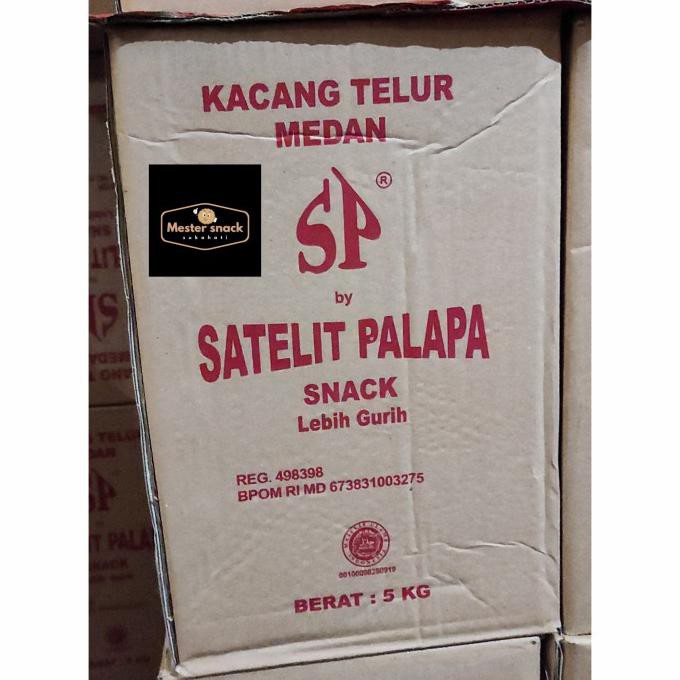 KACANG TELUR
MEDAN
Mester snack
sukahati
SP®
by
SATELIT PALAPA
SNACK
Lebih Gurih
REG. 498398
BPOM RI MD 673831003275
BERAT : 5 KG